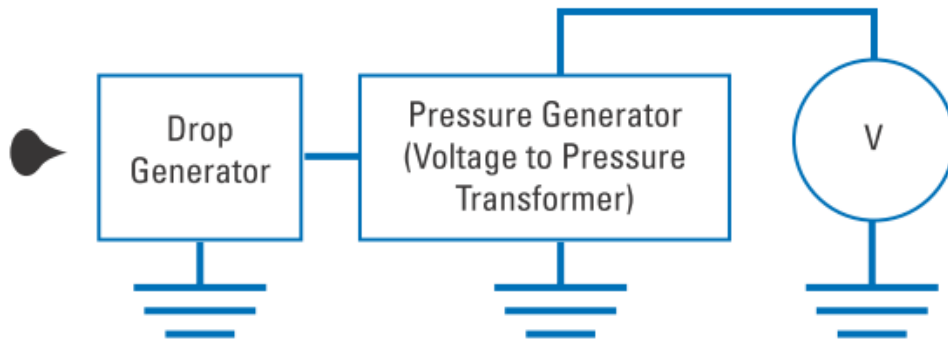 Drop
Generator
Pressure Generator
(Voltage to Pressure
Transformer)
V